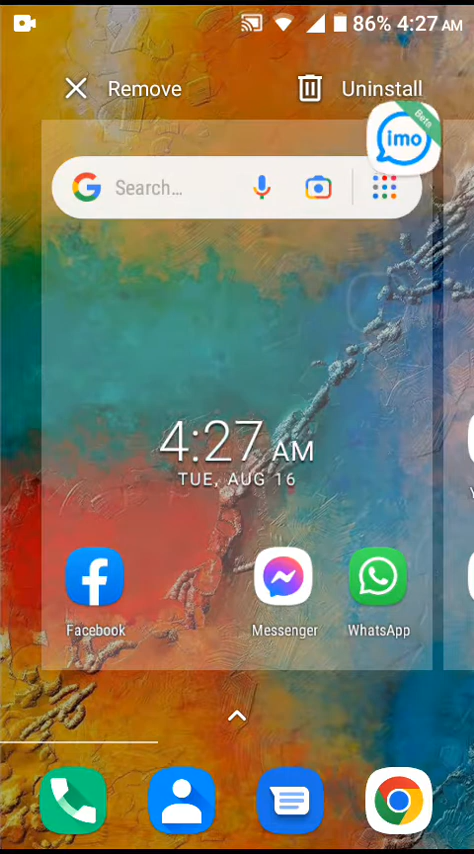 86% 4:27 AM
Remove
Uninstall
Beta
imo
Search...
4:27 AM
TUE, AUG 16
Facebook
Messenger
WhatsApp